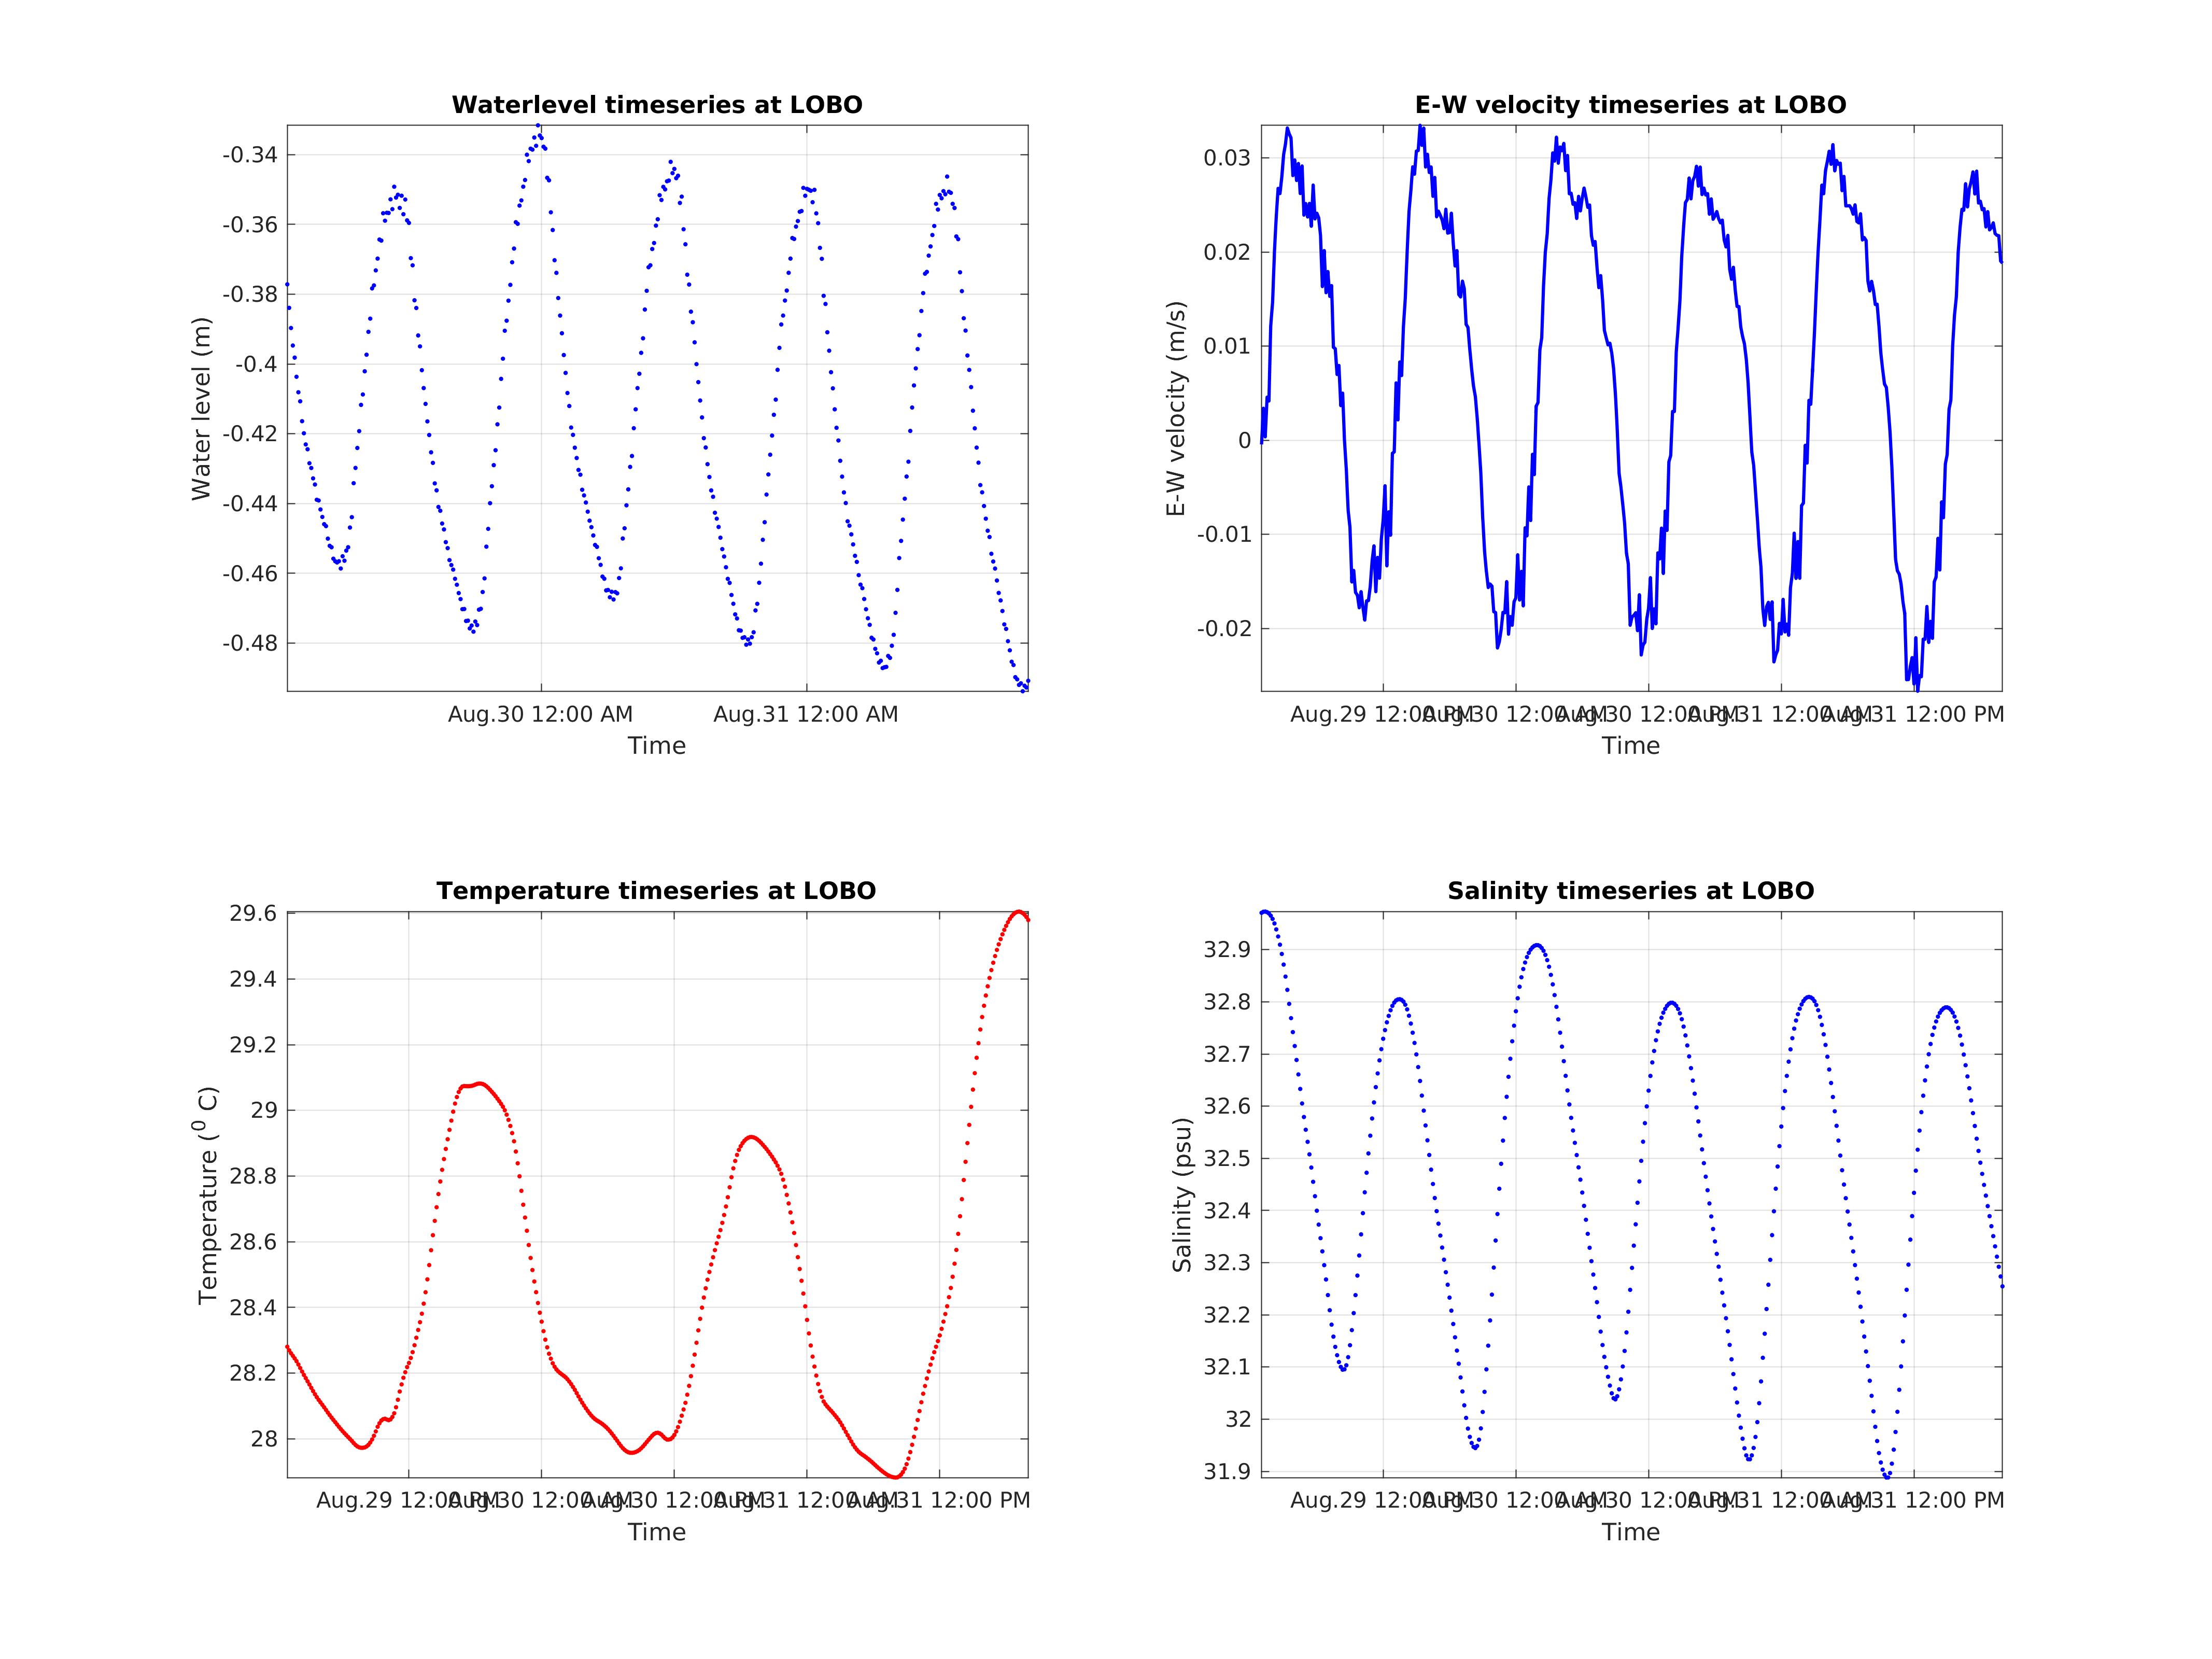 Waterlevel timeseries at LOBO
-0.34
-0.36
-0.38
-0.4
-0.42
-0.44
-0.46
-0.48
Water level (m)
Aug.30 12:00 AM Aug.31 12:00 AM
Time
E-W velocity timeseries at LOBO
0.03
0.02
0.01
0
-0.01
-0.02
E-W velocity (m/s)
Aug.29 12:00 PM Aug.30 12:00 AM Aug.30 12:00 PM Aug.31 12:00 AM Aug.31 12:00 PM
Time
Temperature timeseries at LOBO
29.6
29.4
29.2
29
28.8
28.6
28.4
28.2
28
Temperature (⁰ C)
Aug.29 12:00 PM Aug.30 12:00 AM Aug.30 12:00 PM Aug.31 12:00 AM Aug.31 12:00 PM
Time
Salinity timeseries at LOBO
32.9
32.8
32.7
32.6
32.5
32.4
32.3
32.2
32.1
32
31.9
Salinity (psu)
Aug.29 12:00 PM Aug.30 12:00 AM Aug.30 12:00 PM Aug.31 12:00 AM Aug.31 12:00 PM
Time